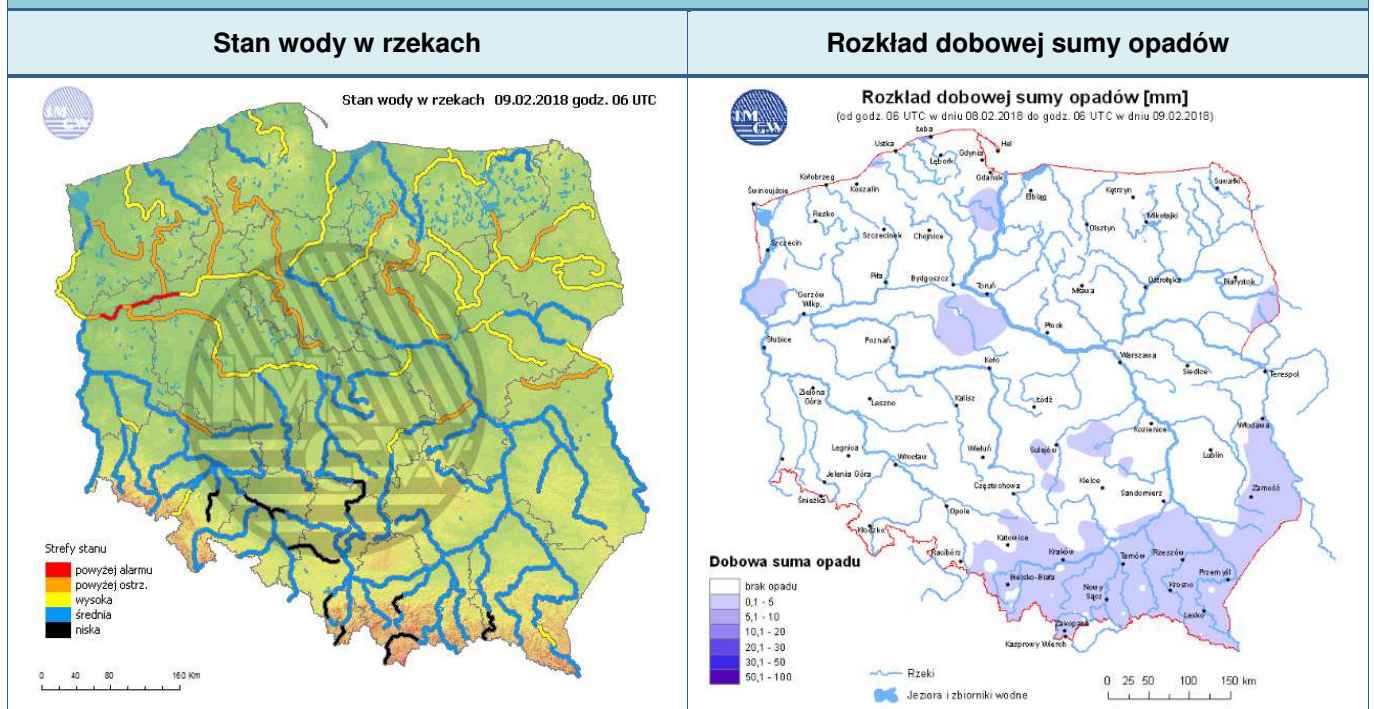 Stan wody w rzekach
Rozkład dobowej sumy opadów
Stan wody w rzekach 09.02.2018 godz. 06 UTC
Strefy stanu
powyżej alarmu
powyżej ostrz.
wysoka
średnia
niska
0 40 80 160 km
IMGW
Rozkład dobowej sumy opadów [mm]
(od godz. 06 UTC w dniu 08.02.2018 do godz. 06 UTC w dniu 09.02.2018)
Łeba
Ustka
Hel
Gdynia
Lębork
Gdańsk
Kołobrzeg
Koszalin
Elbląg
Kętrzyn
Suwałki
Świnoujście
Resko
Mikołajki
Olsztyn
Szczecinek
Chojnice
Szczecin
Piła
Bydgoszcz
Toruń
Mława
Ostrołęka
Białystok
Gorzów
Wlkp.
Płock
Słubice
Poznań
Koło
Warszawa
Siedlce
Terespol
Zielona
Góra
Leszno
Kalisz
Łódź
Kozienice
Włodawa
Legnica
Wrocław
Wieluń
Sulejów
Lublin
Jelenia Góra
Śnieżka
Częstochowa
Kielce
Sandomierz
Zamość
Opole
Kłodzko
Katowice
Racibórz
Kraków
Tarnów
Rzeszów
Przemyśl
Bielsko-Biała
Nowy
Sącz
Krosno
Lesko
Zakopane
Kasprowy Wierch
Dobowa suma opadu
brak opadu
0,1 - 5
5,1 - 10
10,1 - 20
20,1 - 30
30,1 - 50
50,1 - 100
Rzeki
Jeziora i zbiorniki wodne
0 25 50 100 150 km